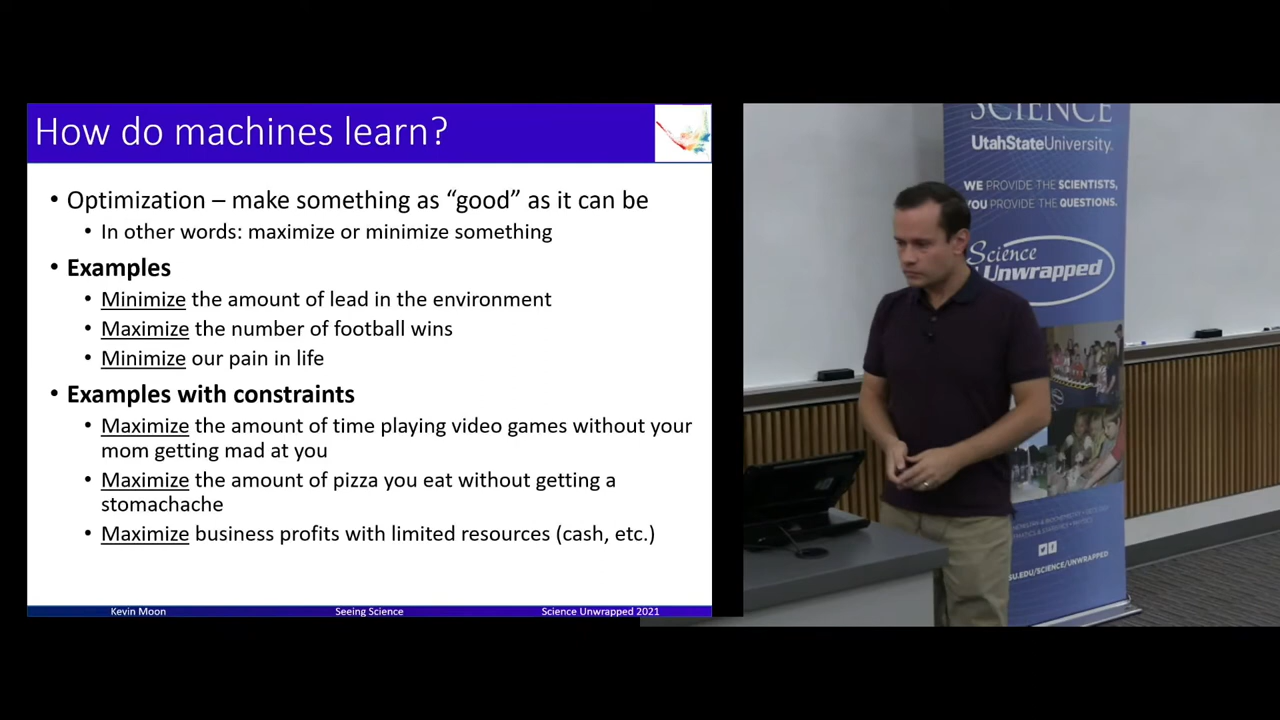 How do machines learn?
• Optimization – make something as “good” as it can be
• In other words: maximize or minimize something
• Examples
• Minimize the amount of lead in the environment
• Maximize the number of football wins
• Minimize our pain in life
• Examples with constraints
• Maximize the amount of time playing video games without your
mom getting mad at you
• Maximize the amount of pizza you eat without getting a
stomachache
• Maximize business profits with limited resources (cash, etc.)
Kevin Moon
Seeing Science
Science Unwrapped 2021
SCIENCE
UtahStateUniversity.
WE PROVIDE THE SCIENTISTS,
YOU PROVIDE THE QUESTIONS.
Science
Unwrapped
SU.EDU/SCIENCE/UNWRAPPED